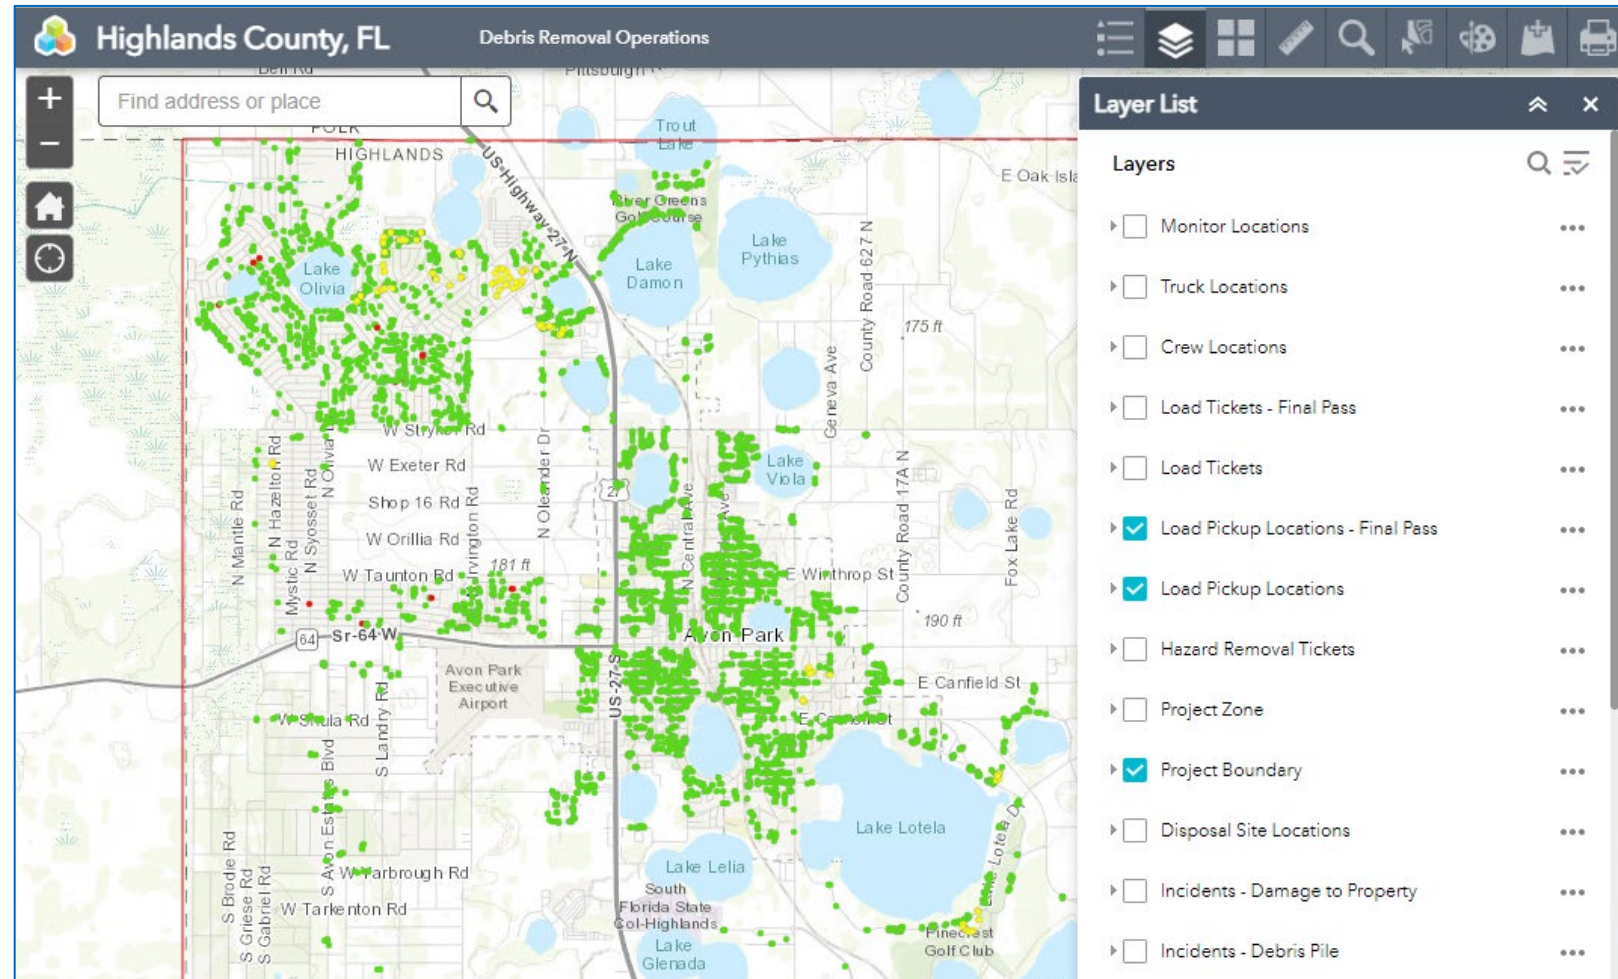 Highlands County, FL
Debris Removal Operations
Find address or place
Layer List
Layers
Monitor Locations
Truck Locations
Crew Locations
Load Tickets - Final Pass
Load Tickets
Load Pickup Locations - Final Pass
Load Pickup Locations
Hazard Removal Tickets
Project Zone
Project Boundary
Disposal Site Locations
Incidents - Damage to Property
Incidents - Debris Pile
Bell Rd
Pittsburgh
POLK
HIGHLANDS
US-Highway-27-N
Trout
Lake
E Oak Isla
River Greens
Golf Course
Lake
Pythias
Lake
Damon
Lake
Olivia
County Road 627 N
175 ft
Geneva Ave
W Stryker Rd
W Exeter Rd
Shop 16 Rd
W Orillia Rd
W Taunton Rd
N Mantle Rd
N Hazelton Rd
Mystic Rd
N Syosset Rd
N Olivia
Irvington Rd
N Oleander Dr
181 ft
27
N Central Ave
Ave
Lake
Viola
County Road 17A N
Fox Lake Rd
E Winthrop St
190 ft
64
Sr-64 W
Avon Park
Avon Park
Executive
Airport
US-27-S
E Canfield St
W Skula Rd
S Landry Rd
S Avon Estates Blvd
W Yarbrough Rd
W Tarkenton Rd
S Brodie Rd
S Griese Rd
S Gabriel Rd
Lake Lotela
Lake Lotela Dr
Lake Lelia
South
Florida State
Col-Highlands
Lake
Glenada
Pinecrest
Golf Club